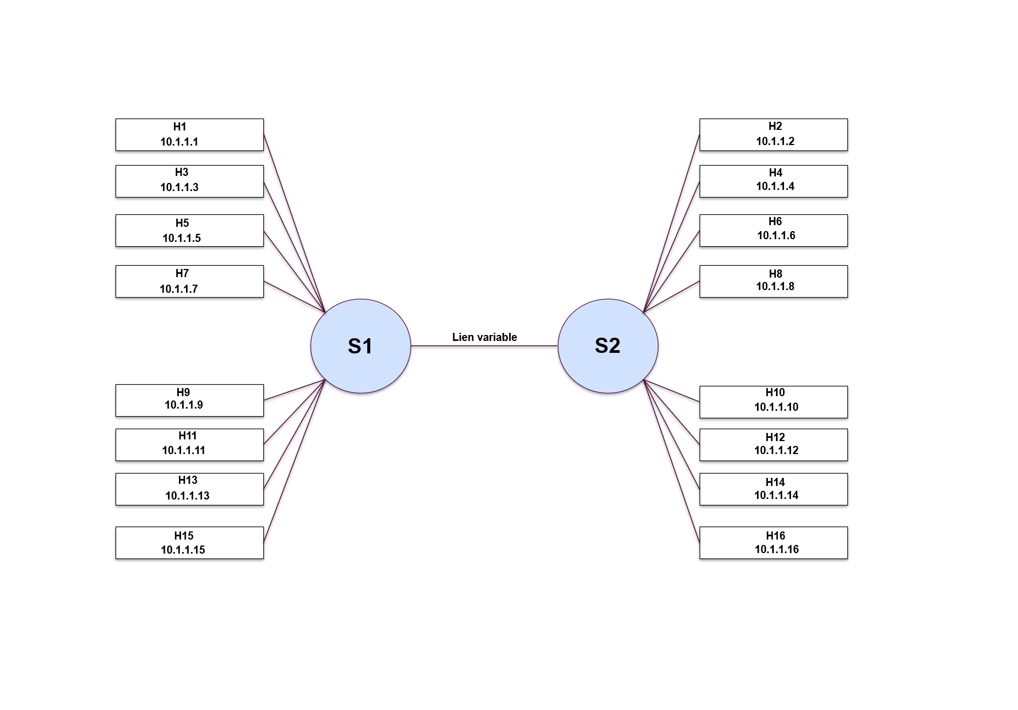 H1
10.1.1.1
H3
10.1.1.3
H5
10.1.1.5
H7
10.1.1.7
H9
10.1.1.9
H11
10.1.1.11
H13
10.1.1.13
H15
10.1.1.15
S1
Lien variable
S2
H2
10.1.1.2
H4
10.1.1.4
H6
10.1.1.6
H8
10.1.1.8
H10
10.1.1.10
H12
10.1.1.12
H14
10.1.1.14
H16
10.1.1.16